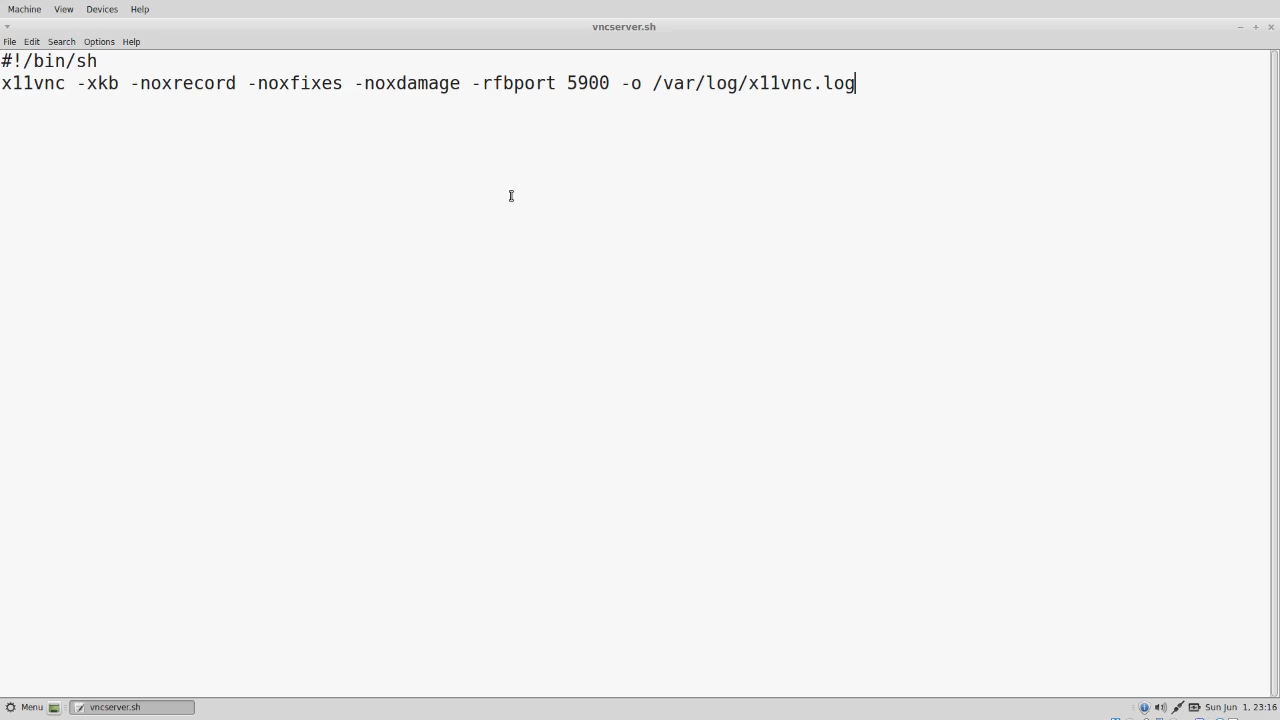 Machine View Devices Help
vncserver.sh
File Edit Search Options Help
#!/bin/sh
x11vnc -xkb -noxrecord -noxfixes -noxdamage -rfbport 5900 -o /var/log/x11vnc.log
Menu vncserver.sh Sun Jun 1, 23:16